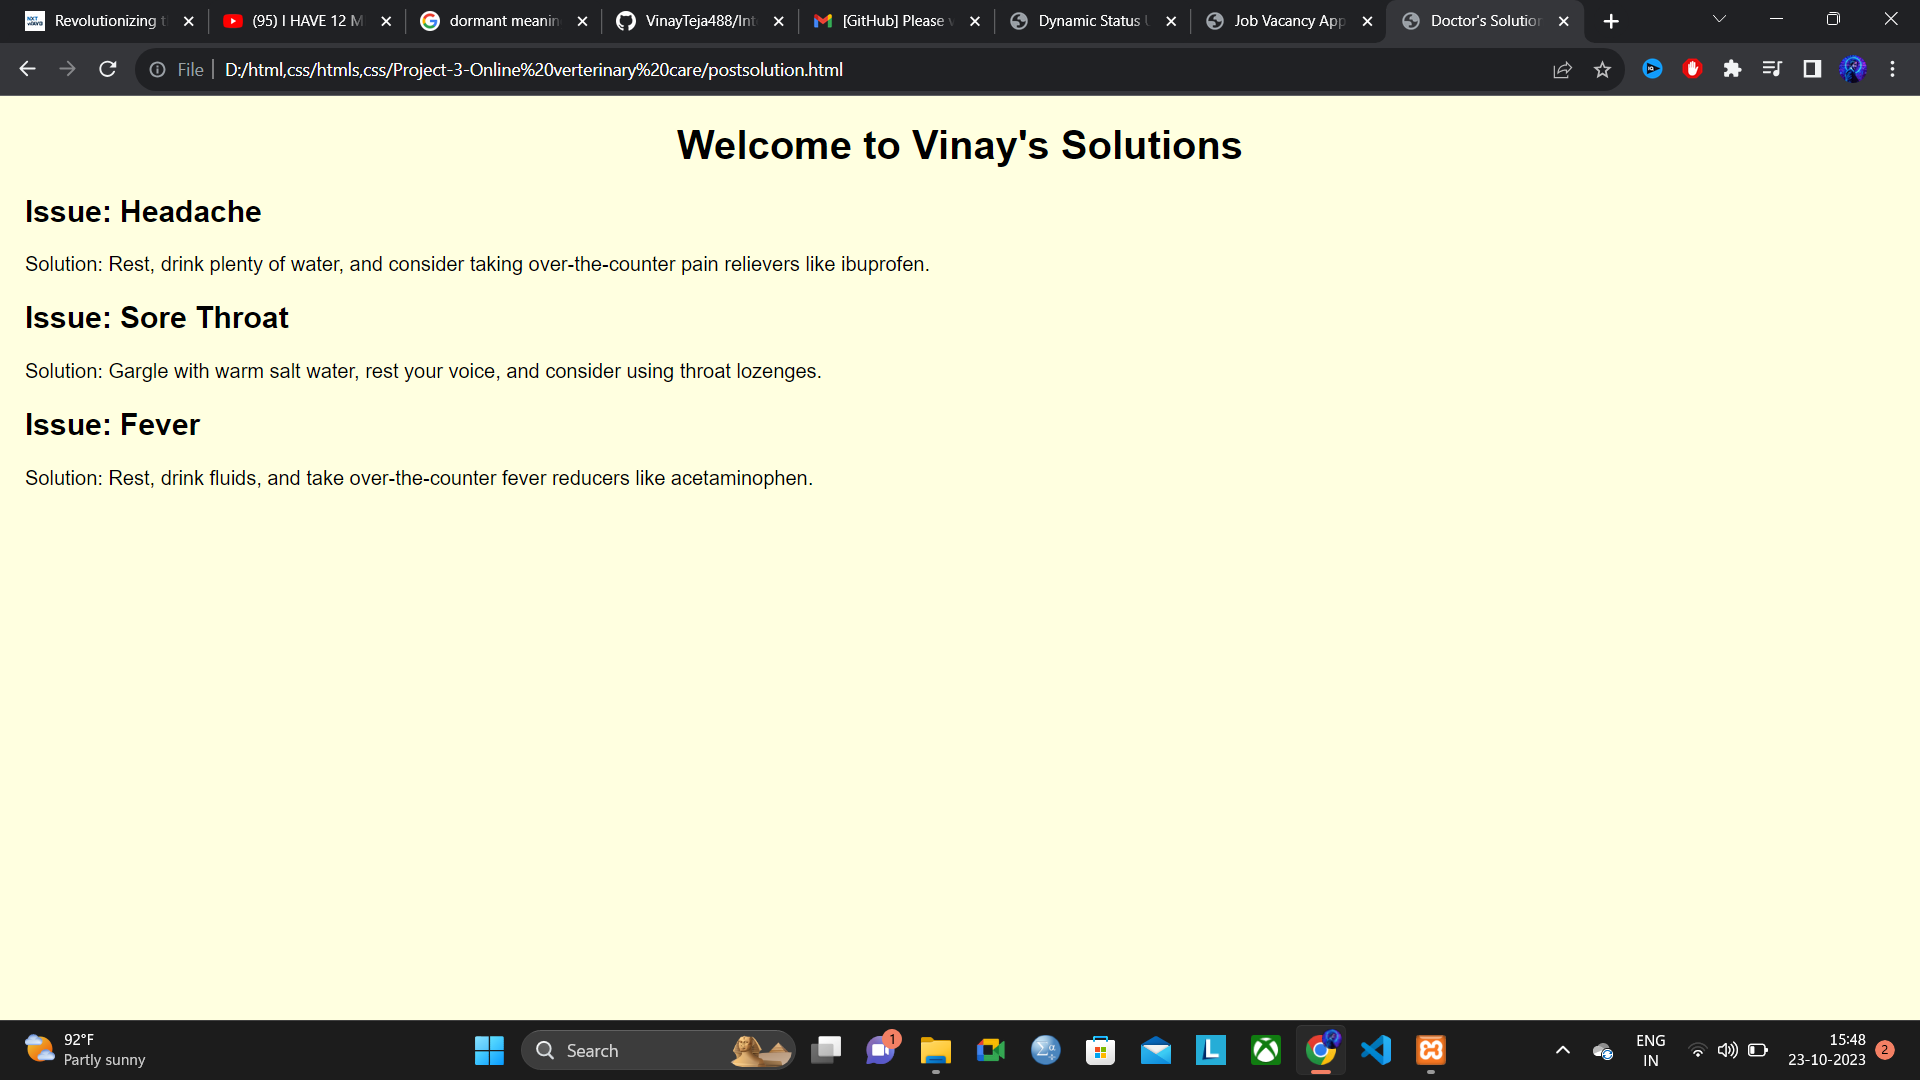 Revolutionizing t
(95) I HAVE 12 M
dormant meanin
VinayTeja488/Inte
[GitHub] Please v
Dynamic Status U
Job Vacancy App
Doctor's Solution
File
D:/html,css/htmls,css/Project-3-Online%20verterinary%20care/postsolution.html
Welcome to Vinay's Solutions
Issue: Headache
Solution: Rest, drink plenty of water, and consider taking over-the-counter pain relievers like ibuprofen.
Issue: Sore Throat
Solution: Gargle with warm salt water, rest your voice, and consider using throat lozenges.
Issue: Fever
Solution: Rest, drink fluids, and take over-the-counter fever reducers like acetaminophen.
92°F
Partly sunny
Search
1
L
ENG
IN
15:48
23-10-2023
2